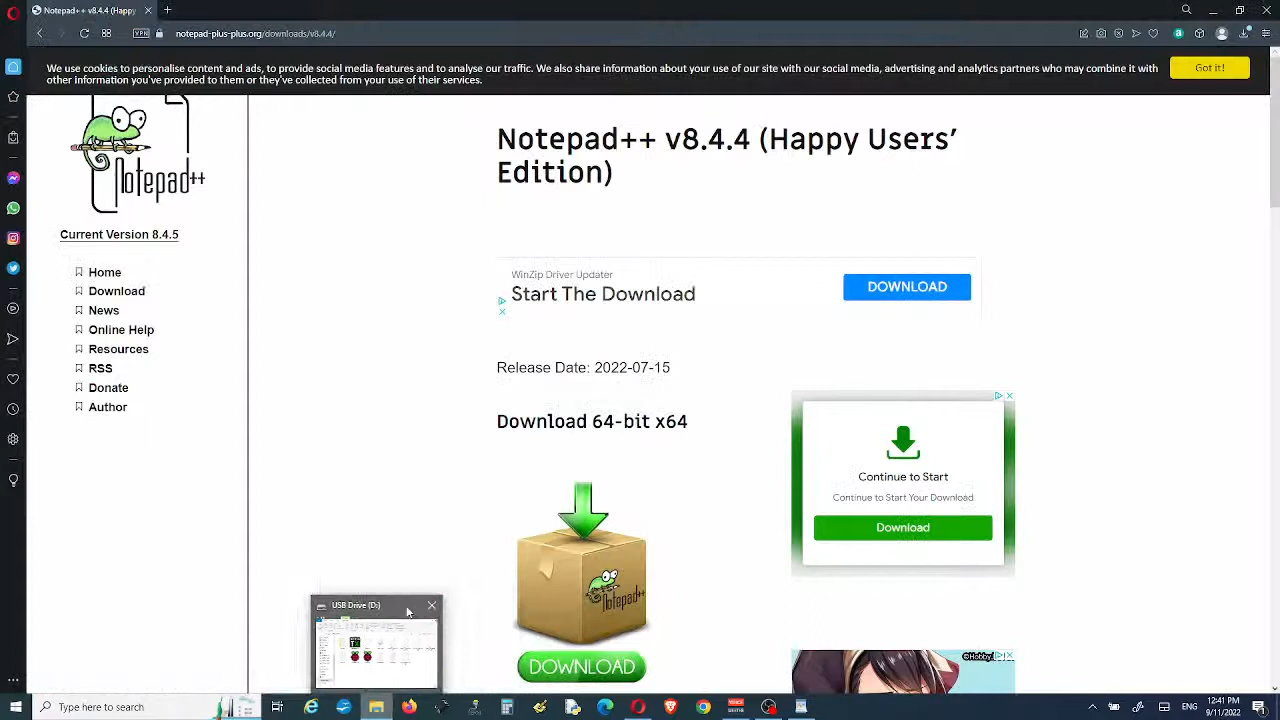 Notepad++ v8.4.4 (Happy
VPN
notepad-plus-plus.org/downloads/v8.4.4/
We use cookies to personalise content and ads, to provide social media features and to analyse our traffic. We also share information about your use of our site with our social media, advertising and analytics partners who may combine it with
other information you've provided to them or they've collected from your use of their services.
Got it!
Notepad++
Current Version 8.4.5
Home
Download
News
Online Help
Resources
RSS
Donate
Author
Notepad++ v8.4.4 (Happy Users’
Edition)
WinZip Driver Updater
Start The Download
DOWNLOAD
Release Date: 2022-07-15
Download 64-bit x64
Continue to Start
Continue to Start Your Download
Download
Notepad++
DOWNLOAD
USB Drive (D:)
Type here to search
ENG
12:41 PM
9/11/2022